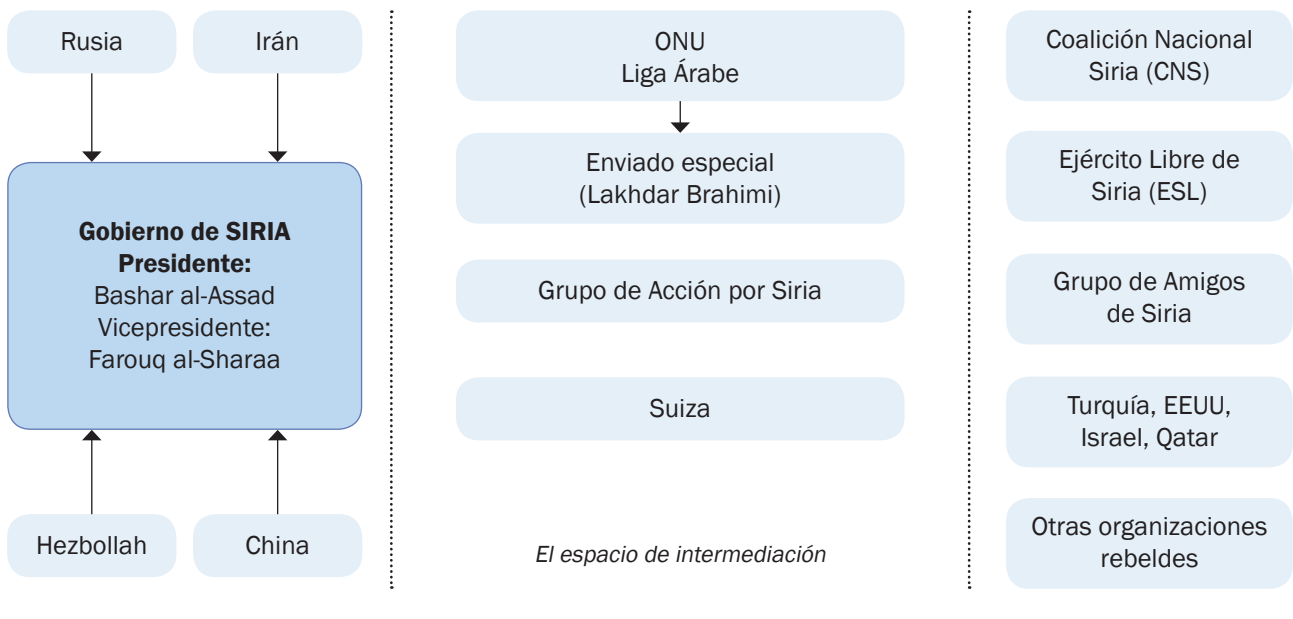 Rusia
Irán
Gobierno de SIRIA
Presidente:
Bashar al-Assad
Vicepresidente:
Farouq al-Sharaa
Hezbollah
China
ONU
Liga Árabe
Enviado especial
(Lakhdar Brahimi)
Grupo de Acción por Siria
Suiza
El espacio de intermediación
Coalición Nacional
Siria (CNS)
Ejército Libre de
Siria (ESL)
Grupo de Amigos
de Siria
Turquía, EEUU,
Israel, Qatar
Otras organizaciones
rebeldes